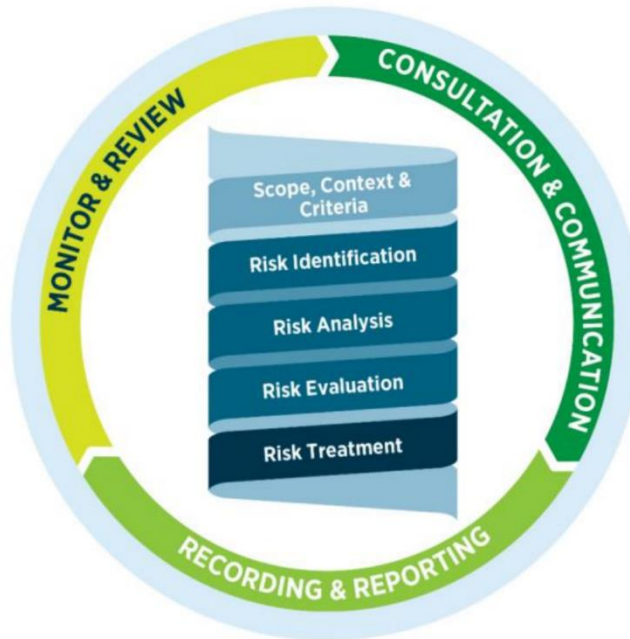 MONITOR & REVIEW
CONSULTATION & COMMUNICATION
Scope, Context &
Criteria
Risk Identification
Risk Analysis
Risk Evaluation
Risk Treatment
RECORDING & REPORTING